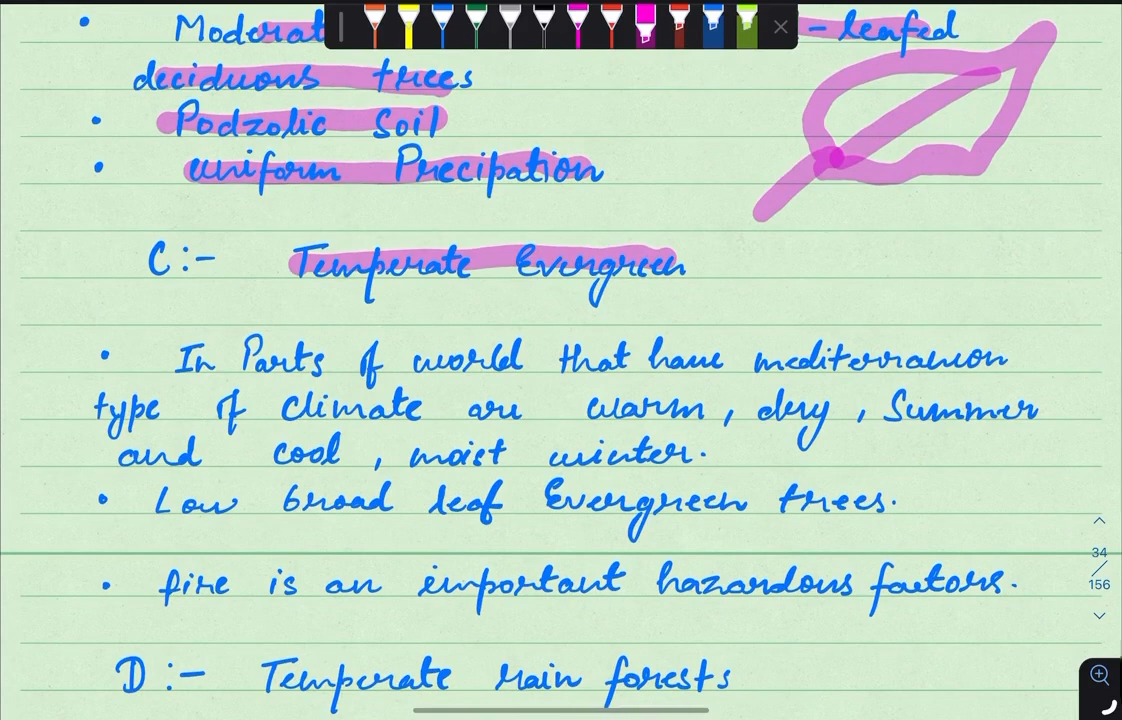 • Moderat - leafed
deciduous trees
• Podzolic Soil
• uniform Precipation
C:- Temperate Evergreen
• In Parts of world that have mediterranion
type of climate are warm, dry, Summer
and cool, moist winter.
• Low broad leaf Evergreen trees.
34
156
• fire is an important hazardous factors.
D:- Temperate rain forests